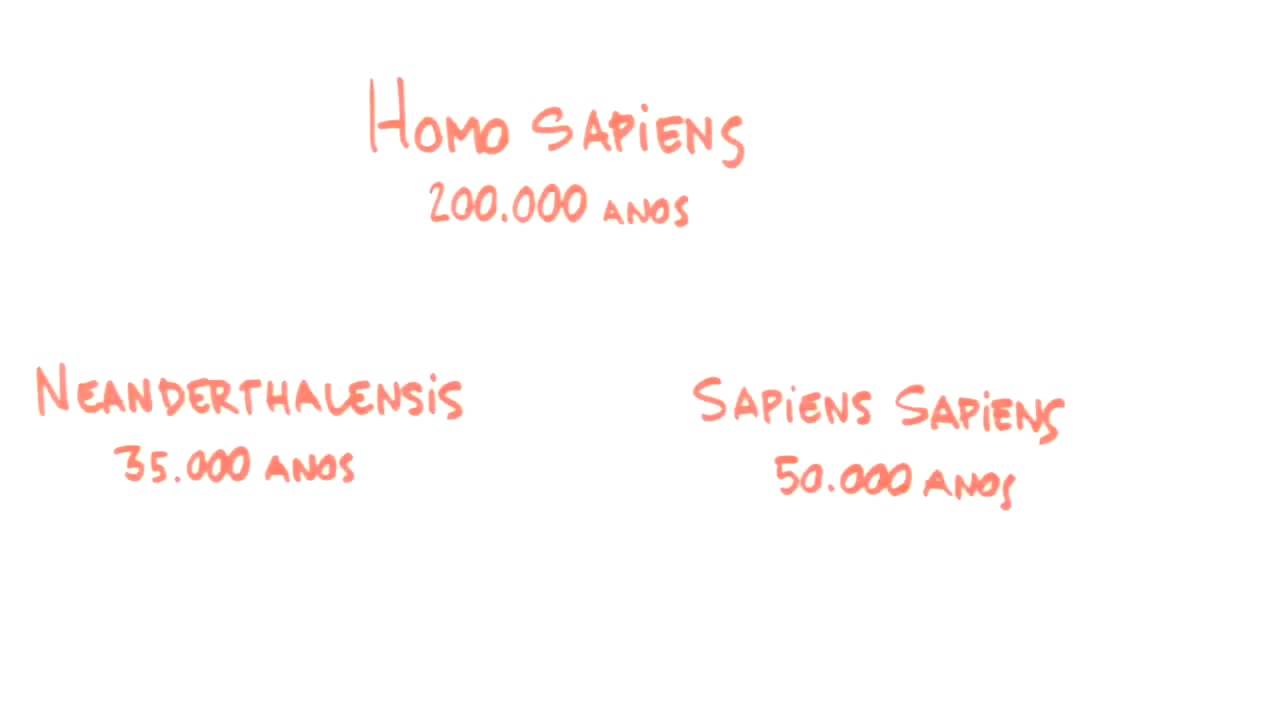 Homo Sapiens
200.000 anos
Neanderthalensis
35.000 anos
Sapiens Sapiens
50.000 anos